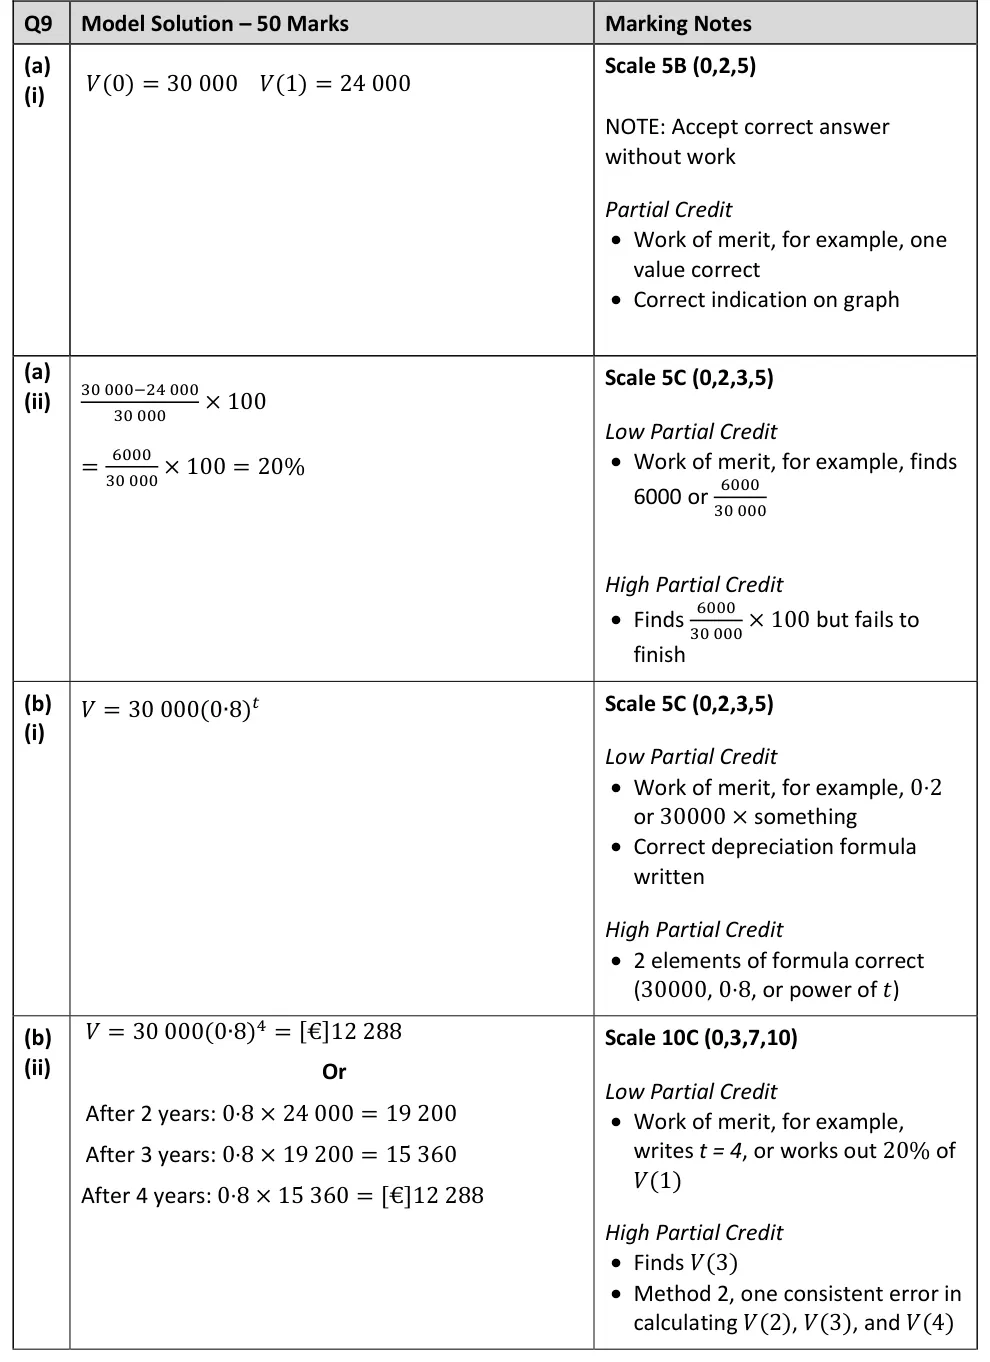 Q9 Model Solution – 50 Marks Marking Notes
(a)
(i)
V(0) = 30 000 V(1) = 24 000
Scale 5B (0,2,5)
NOTE: Accept correct answer
without work
Partial Credit
• Work of merit, for example, one
value correct
• Correct indication on graph
(a)
(ii)
\frac{30 000−24 000}{30 000} × 100
= \frac{6000}{30 000} × 100 = 20%
Scale 5C (0,2,3,5)
Low Partial Credit
• Work of merit, for example, finds
6000 or \frac{6000}{30 000}
High Partial Credit
• Finds \frac{6000}{30 000} × 100 but fails to
finish
(b)
(i)
V = 30 000(0·8)^t
Scale 5C (0,2,3,5)
Low Partial Credit
• Work of merit, for example, 0·2
or 30000 × something
• Correct depreciation formula
written
High Partial Credit
• 2 elements of formula correct
(30000, 0·8, or power of t)
(b)
(ii)
V = 30 000(0·8)^4 = [€]12 288
Or
After 2 years: 0·8 × 24 000 = 19 200
After 3 years: 0·8 × 19 200 = 15 360
After 4 years: 0·8 × 15 360 = [€]12 288
Scale 10C (0,3,7,10)
Low Partial Credit
• Work of merit, for example,
writes t = 4, or works out 20% of
V(1)
High Partial Credit
• Finds V(3)
• Method 2, one consistent error in
calculating V(2), V(3), and V(4)